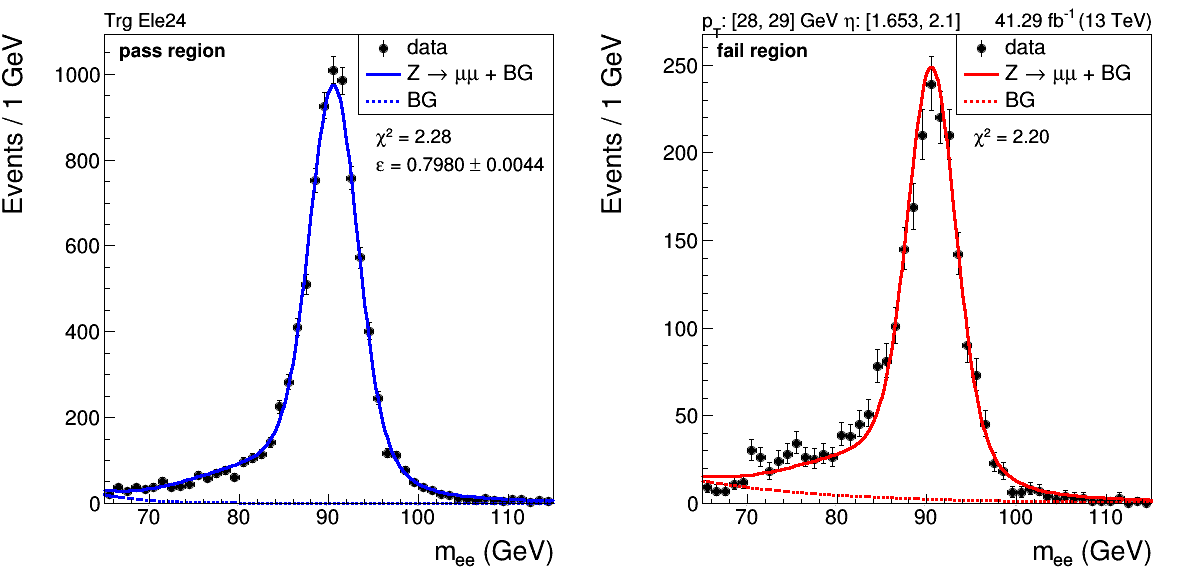 Trg Ele24
pass region
data
Z → μμ + BG
BG
χ² = 2.28
ε = 0.7980 ± 0.0044
Events / 1 GeV
1000
800
600
400
200
0
70 80 90 100 110
m_ee (GeV)
p_T: [28, 29] GeV η: [1.653, 2.1] 41.29 fb⁻¹ (13 TeV)
fail region
data
Z → μμ + BG
BG
χ² = 2.20
Events / 1 GeV
250
200
150
100
50
0
70 80 90 100 110
m_ee (GeV)